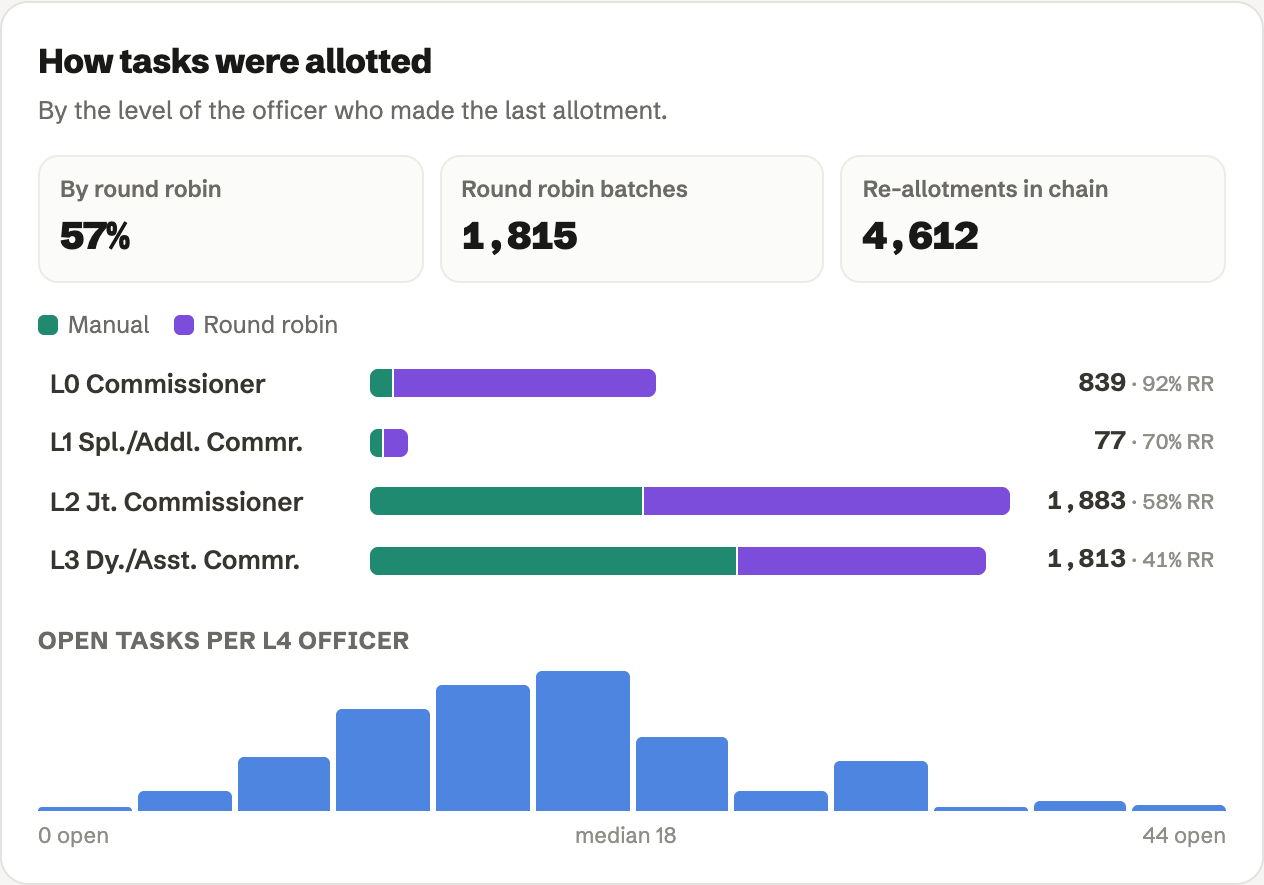 How tasks were allotted
By the level of the officer who made the last allotment.
By round robin
57%
Round robin batches
1,815
Re-allotments in chain
4,612
Manual
Round robin
L0 Commissioner
839 · 92% RR
L1 Spl./Addl. Commr.
77 · 70% RR
L2 Jt. Commissioner
1,883 · 58% RR
L3 Dy./Asst. Commr.
1,813 · 41% RR
OPEN TASKS PER L4 OFFICER
0 open
median 18
44 open